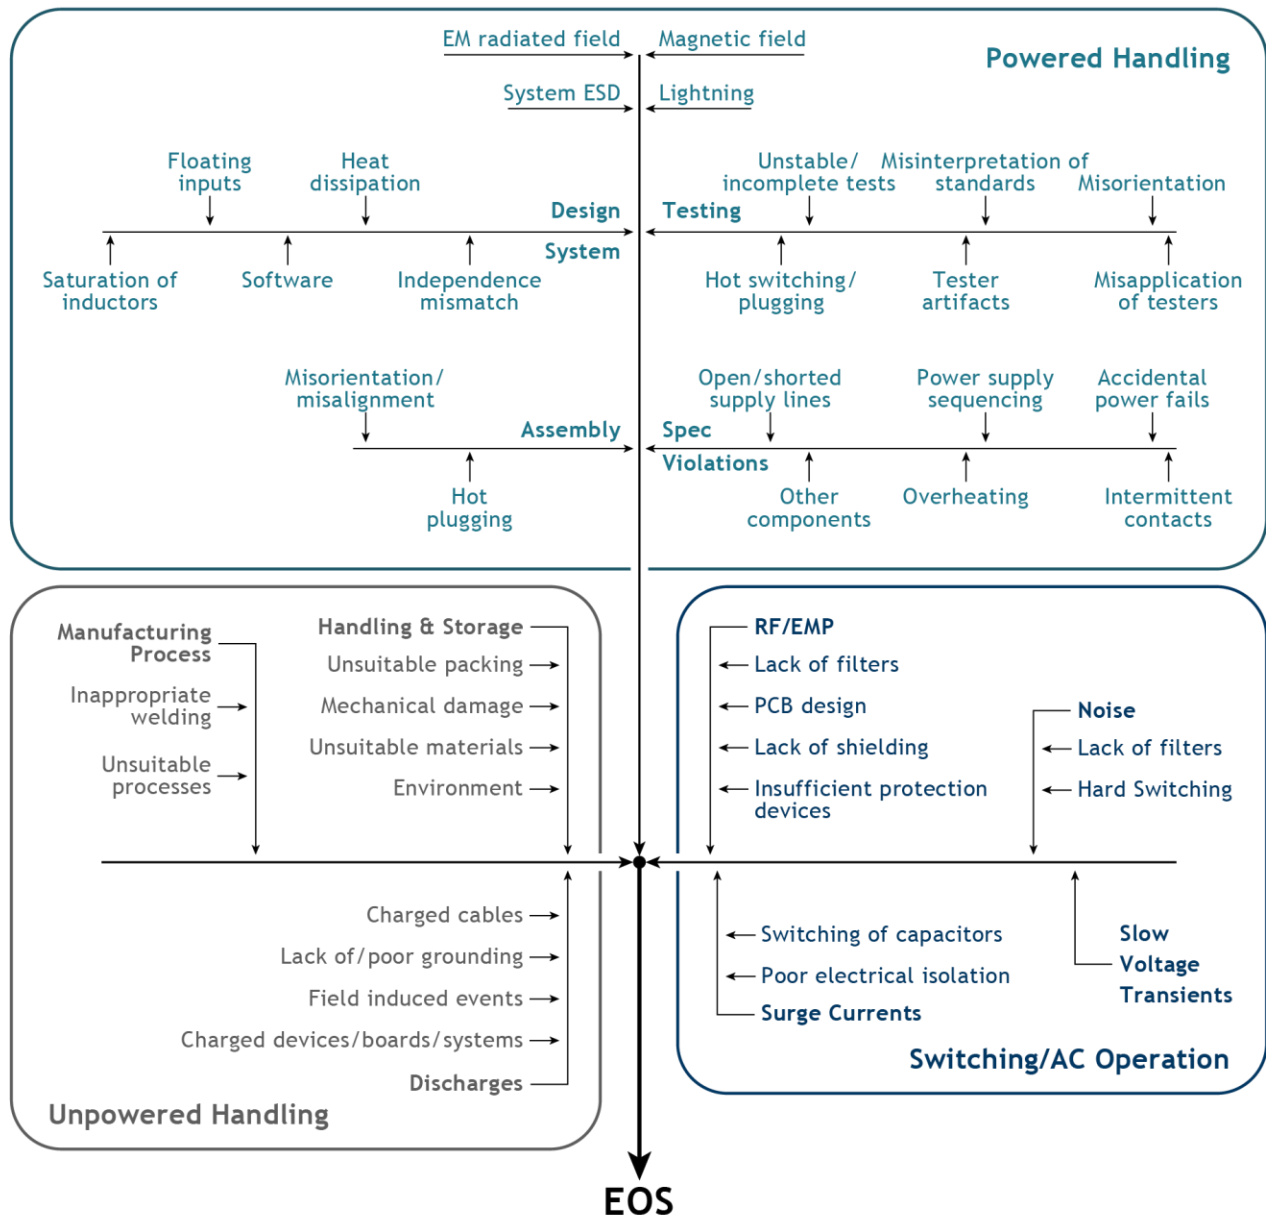 EM radiated field
Magnetic field
Powered Handling
System ESD
Lightning
Floating
inputs
Heat
dissipation
Unstable/
incomplete tests
Misinterpretation of
standards
Misorientation
Design
System
Testing
Saturation of
inductors
Software
Independence
mismatch
Hot switching/
plugging
Tester
artifacts
Misapplication
of testers
Misorientation/
misalignment
Open/shorted
supply lines
Power supply
sequencing
Accidental
power fails
Assembly
Spec
Violations
Hot
plugging
Other
components
Overheating
Intermittent
contacts
Manufacturing
Process
Inappropriate
welding
Unsuitable
processes
Handling & Storage
Unsuitable packing
Mechanical damage
Unsuitable materials
Environment
Charged cables
Lack of/poor grounding
Field induced events
Charged devices/boards/systems
Discharges
Unpowered Handling
RF/EMP
Lack of filters
PCB design
Lack of shielding
Insufficient protection
devices
Noise
Lack of filters
Hard Switching
Switching of capacitors
Poor electrical isolation
Surge Currents
Slow
Voltage
Transients
Switching/AC Operation
EOS